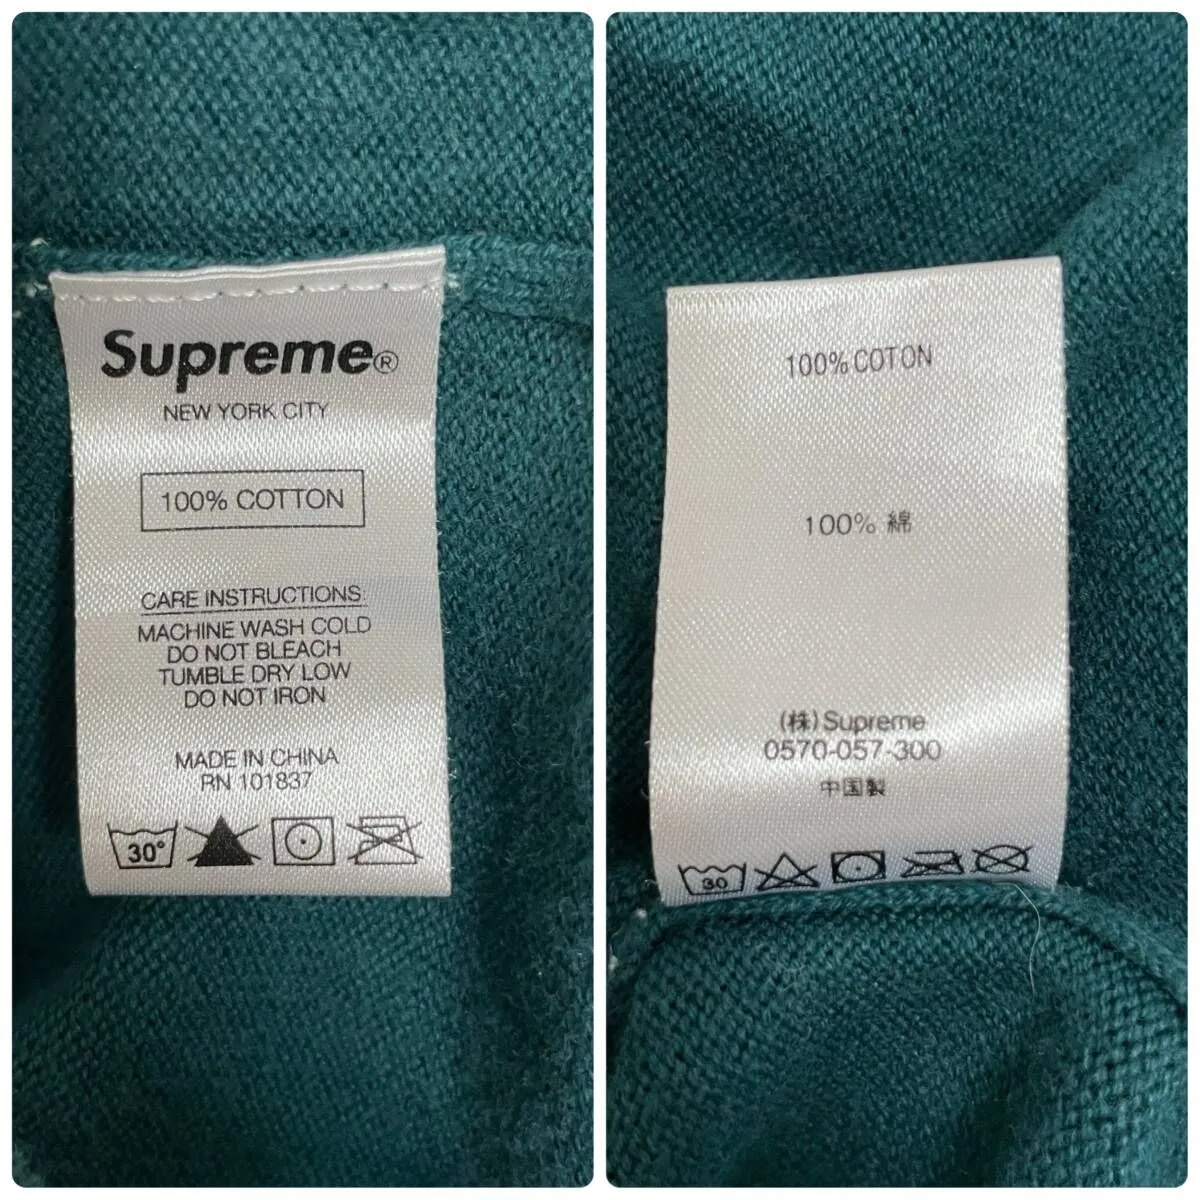 Supreme®
NEW YORK CITY
100% COTTON
CARE INSTRUCTIONS:
MACHINE WASH COLD
DO NOT BLEACH
TUMBLE DRY LOW
DO NOT IRON
MADE IN CHINA
RN 101837
30°
100% COTON
100% 綿
(株)Supreme
0570-057-300
中国製
30